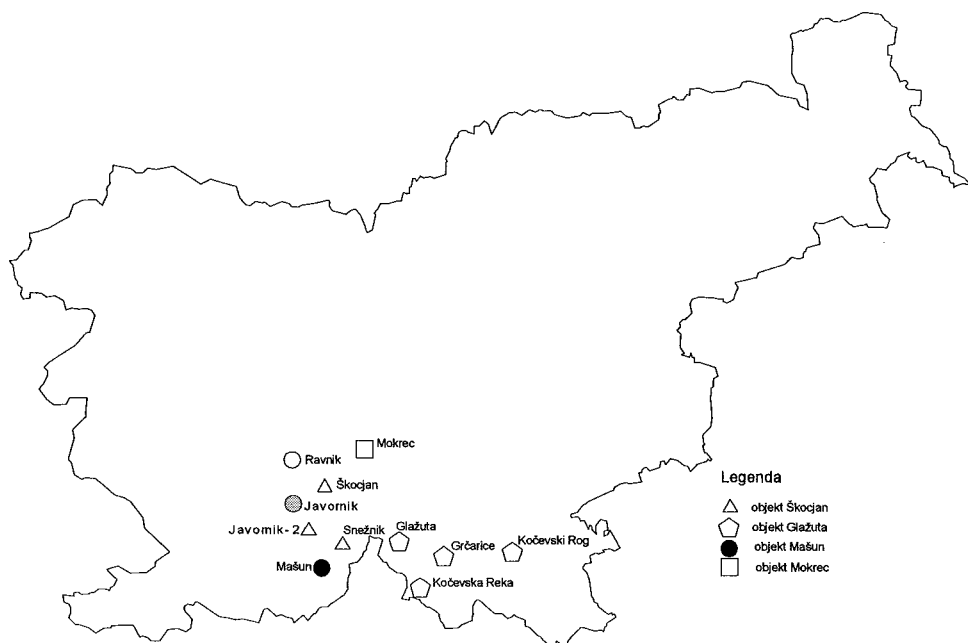 Mokrec
Ravnik
Škocjan
Javornik
Javornik-2
Snežnik
Glažuta
Grčarice
Kočevski Rog
Mašun
Kočevska Reka
Legenda
objekt Škocjan
objekt Glažuta
objekt Mašun
objekt Mokrec